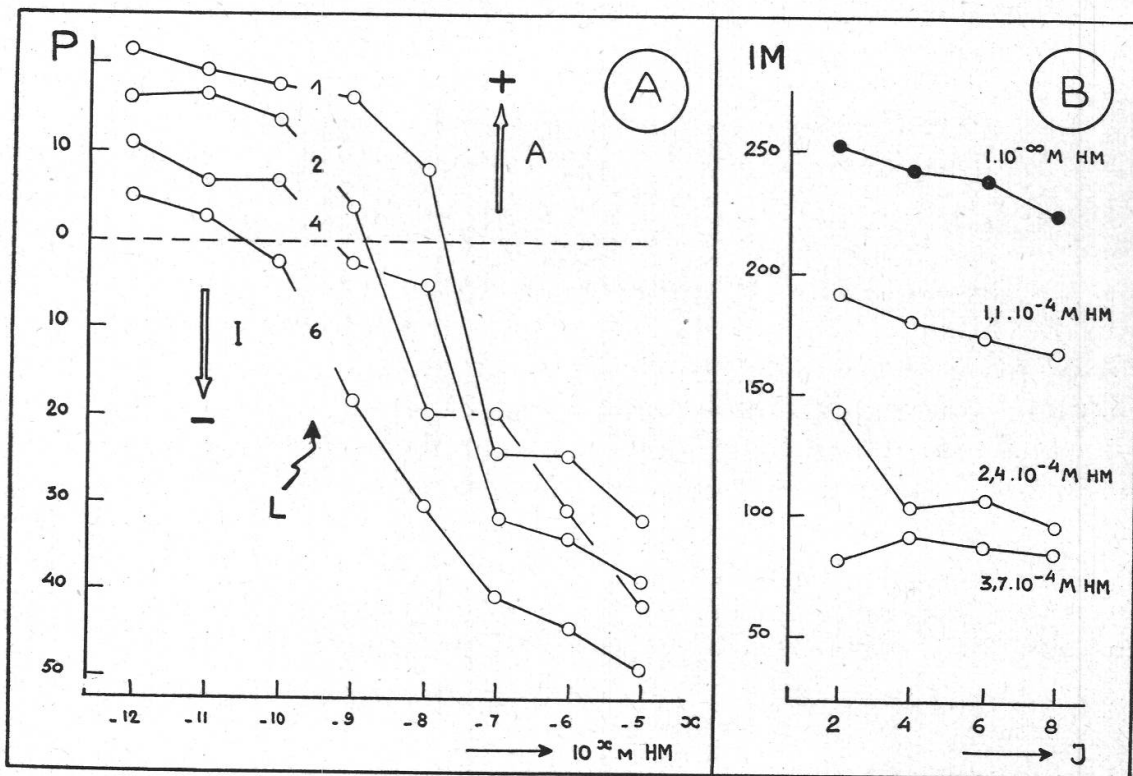 P
A
+
A
10
0
10
20
30
40
50
1
2
4
6
I
−
L
-12 -11 -10 -9 -8 -7 -6 -5 x
⟶ 10ˣ M HM
IM
B
250
200
150
100
50
1.10⁻∞ M HM
1,1.10⁻⁴ M HM
2,4.10⁻⁴ M HM
3,7.10⁻⁴ M HM
2 4 6 8
⟶ J